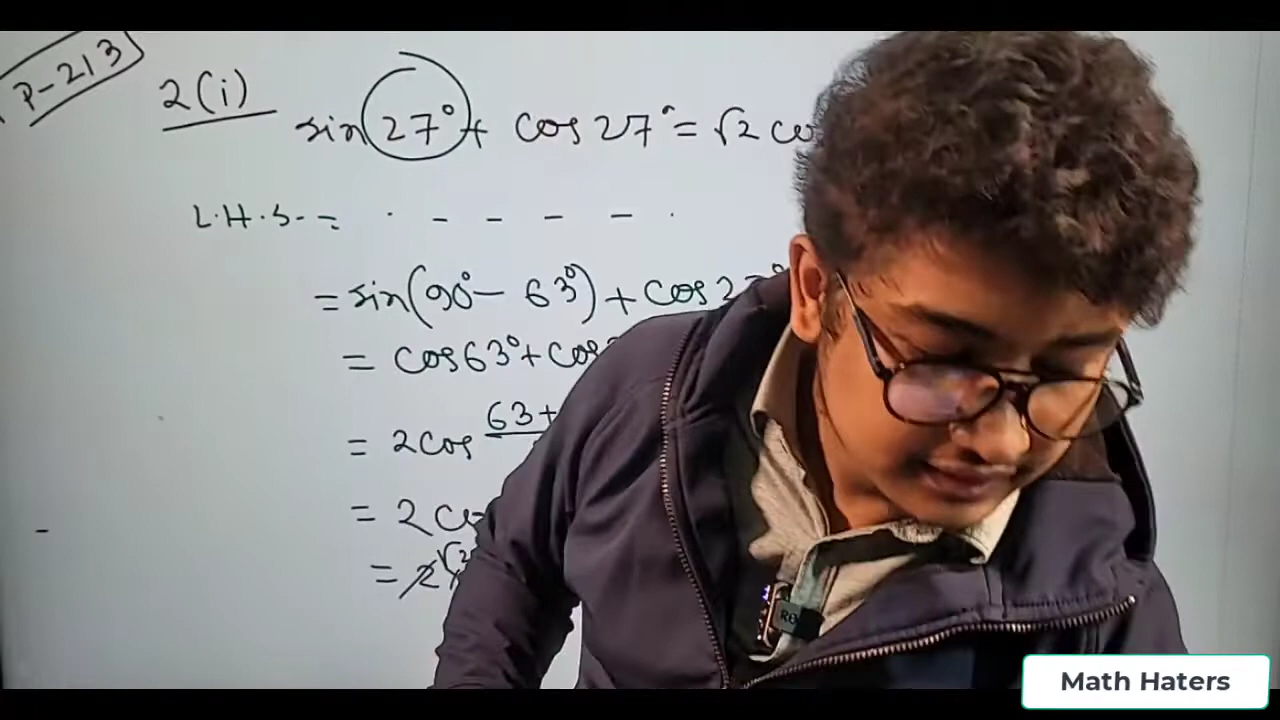 P-213
2(i) sin 27° + cos 27° = √2 co
L.H.S. = · - - - - ·
= sin(90° - 63°) + cos 2
= cos 63° + cos
= 2cos 63 +
= 2 co
= 2
Math Haters